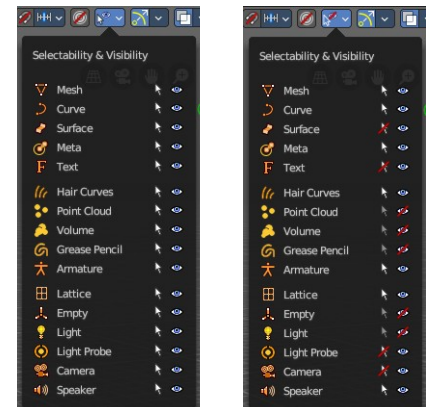 Selectability & Visibility
Mesh
Curve
Surface
Meta
Text
Hair Curves
Point Cloud
Volume
Grease Pencil
Armature
Lattice
Empty
Light
Light Probe
Camera
Speaker
Selectability & Visibility
Mesh
Curve
Surface
Meta
Text
Hair Curves
Point Cloud
Volume
Grease Pencil
Armature
Lattice
Empty
Light
Light Probe
Camera
Speaker